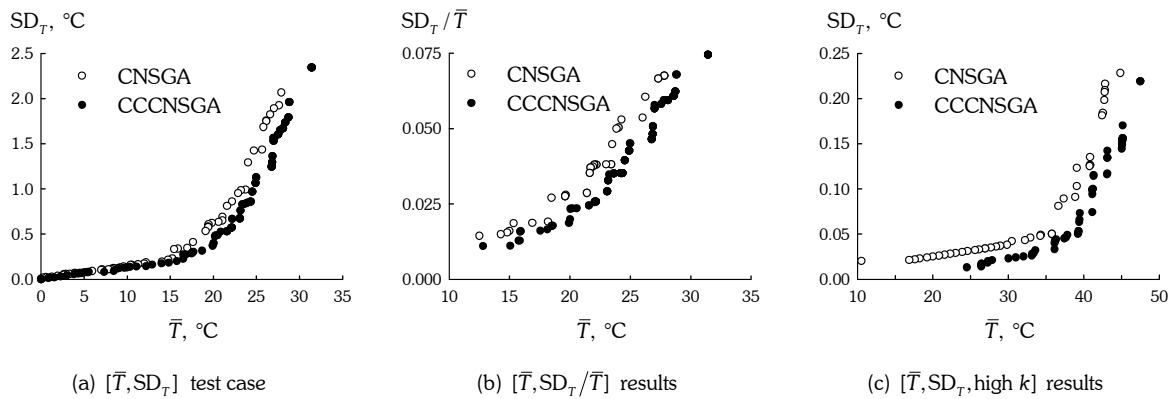 SD_T, °C
2.5
2.0
1.5
1.0
0.5
0.0
CNSGA
CCCNSGA
0 5 10 15 20 25 30 35
T̄, °C
(a) [T̄,SD_T] test case
SD_T/T̄
0.075
0.050
0.025
0.000
CNSGA
CCCNSGA
10 15 20 25 30 35
T̄, °C
(b) [T̄,SD_T/T̄] results
SD_T, °C
0.25
0.20
0.15
0.10
0.05
0.00
CNSGA
CCCNSGA
10 20 30 40 50
T̄, °C
(c) [T̄,SD_T,high k] results